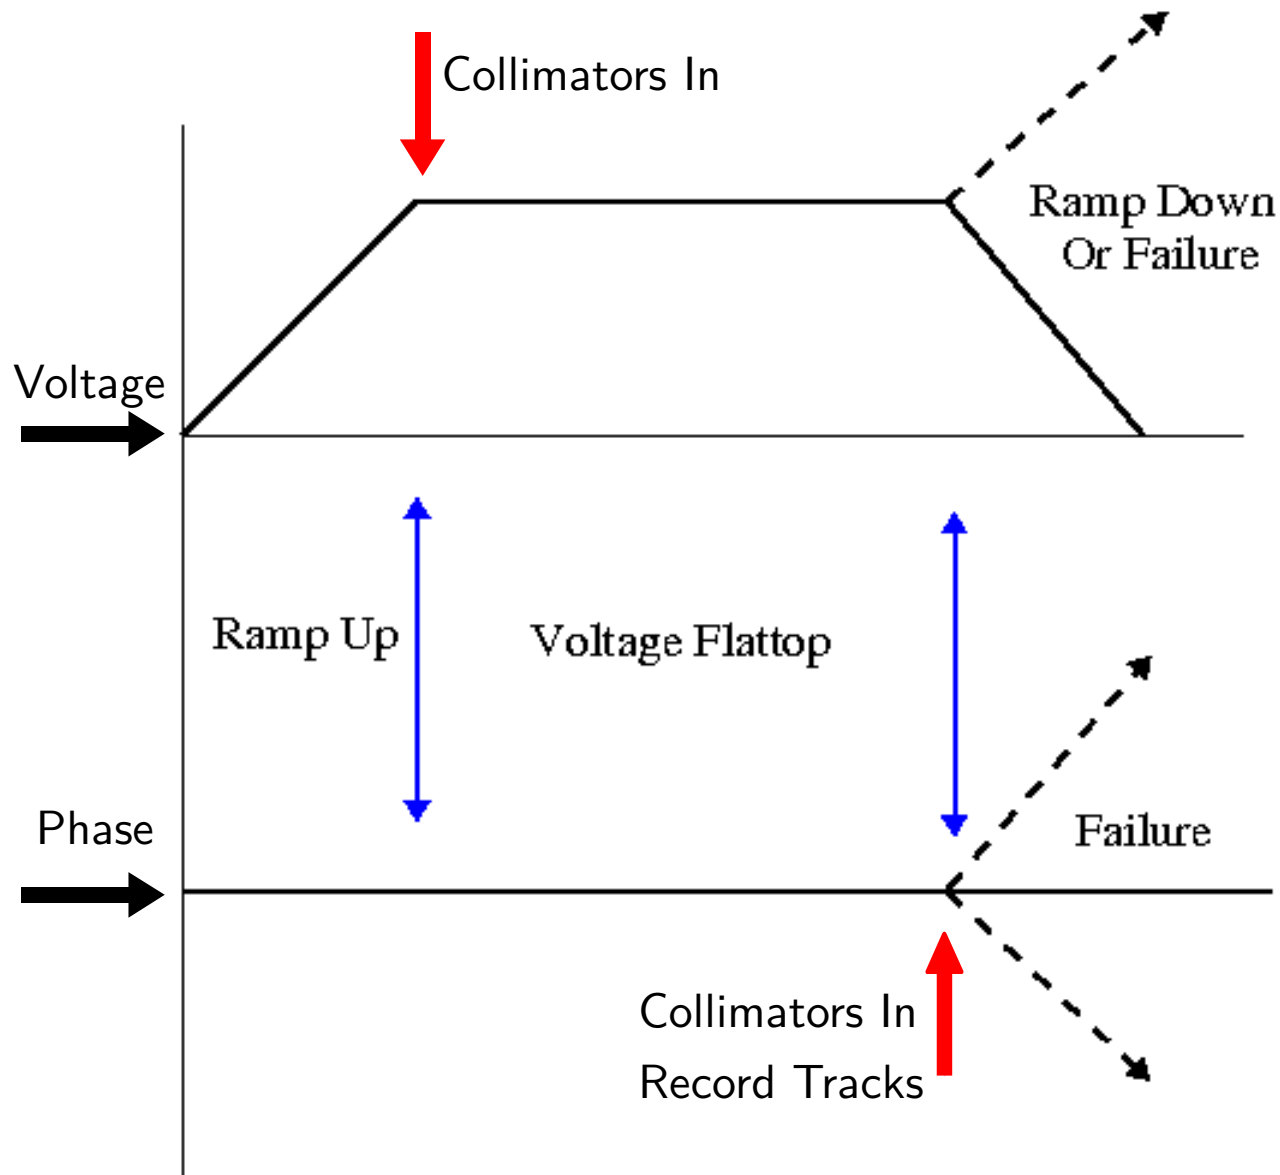 Collimators In
Ramp Down
Or Failure
Voltage
Ramp Up
Voltage Flattop
Phase
Failure
Collimators In
Record Tracks